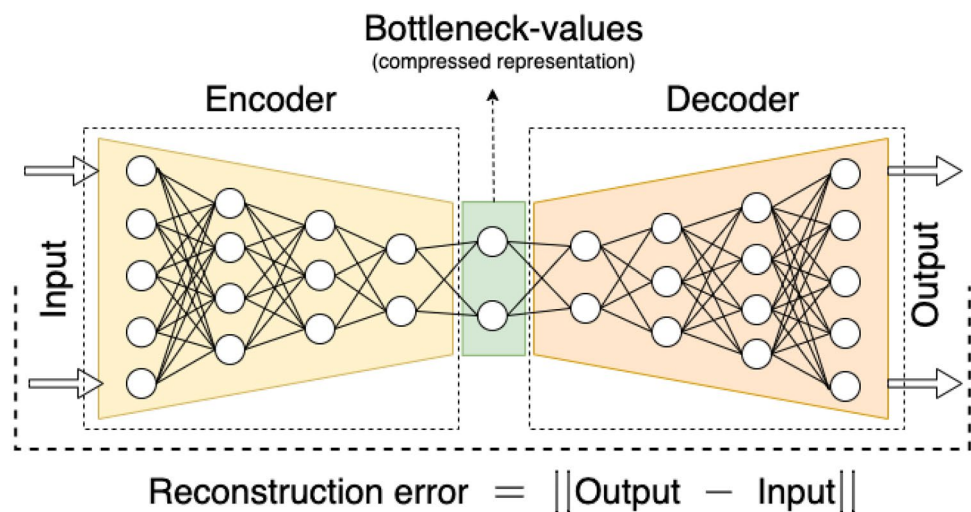 Bottleneck-values
(compressed representation)
Encoder
Decoder
Input
Output
Reconstruction error = ||Output − Input||